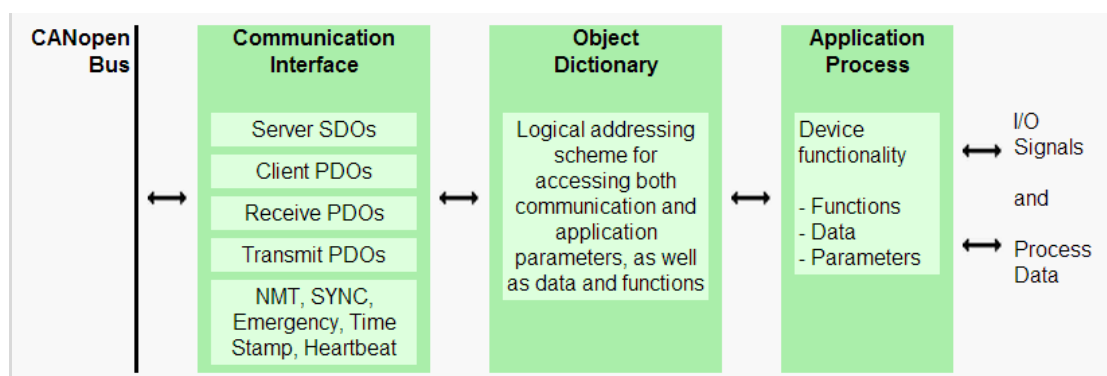 CANopen
Bus
Communication
Interface
Server SDOs
Client PDOs
Receive PDOs
Transmit PDOs
NMT, SYNC,
Emergency, Time
Stamp, Heartbeat
Object
Dictionary
Logical addressing
scheme for
accessing both
communication and
application
parameters, as well
as data and functions
Application
Process
Device
functionality
- Functions
- Data
- Parameters
I/O
Signals
and
Process
Data